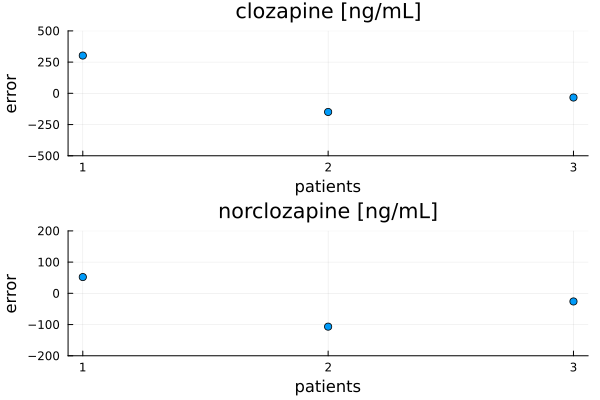 clozapine [ng/mL]
500
250
0
−250
−500
error
1 2 3
patients
norclozapine [ng/mL]
200
100
0
−100
−200
error
1 2 3
patients